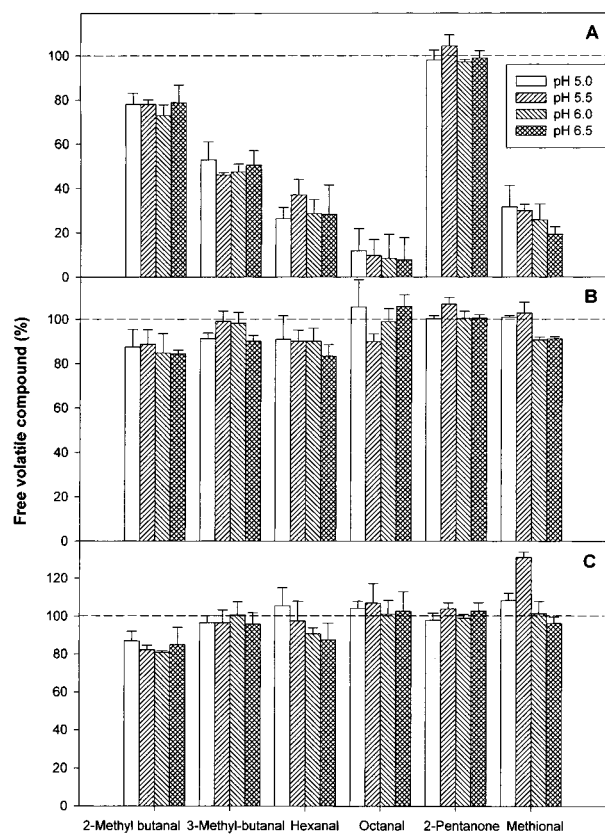 A
100
80
60
40
20
0
pH 5.0
pH 5.5
pH 6.0
pH 6.5
B
100
80
60
40
20
0
Free volatile compound (%)
C
120
100
80
60
40
20
0
2-Methyl butanal 3-Methyl-butanal Hexanal Octanal 2-Pentanone Methional